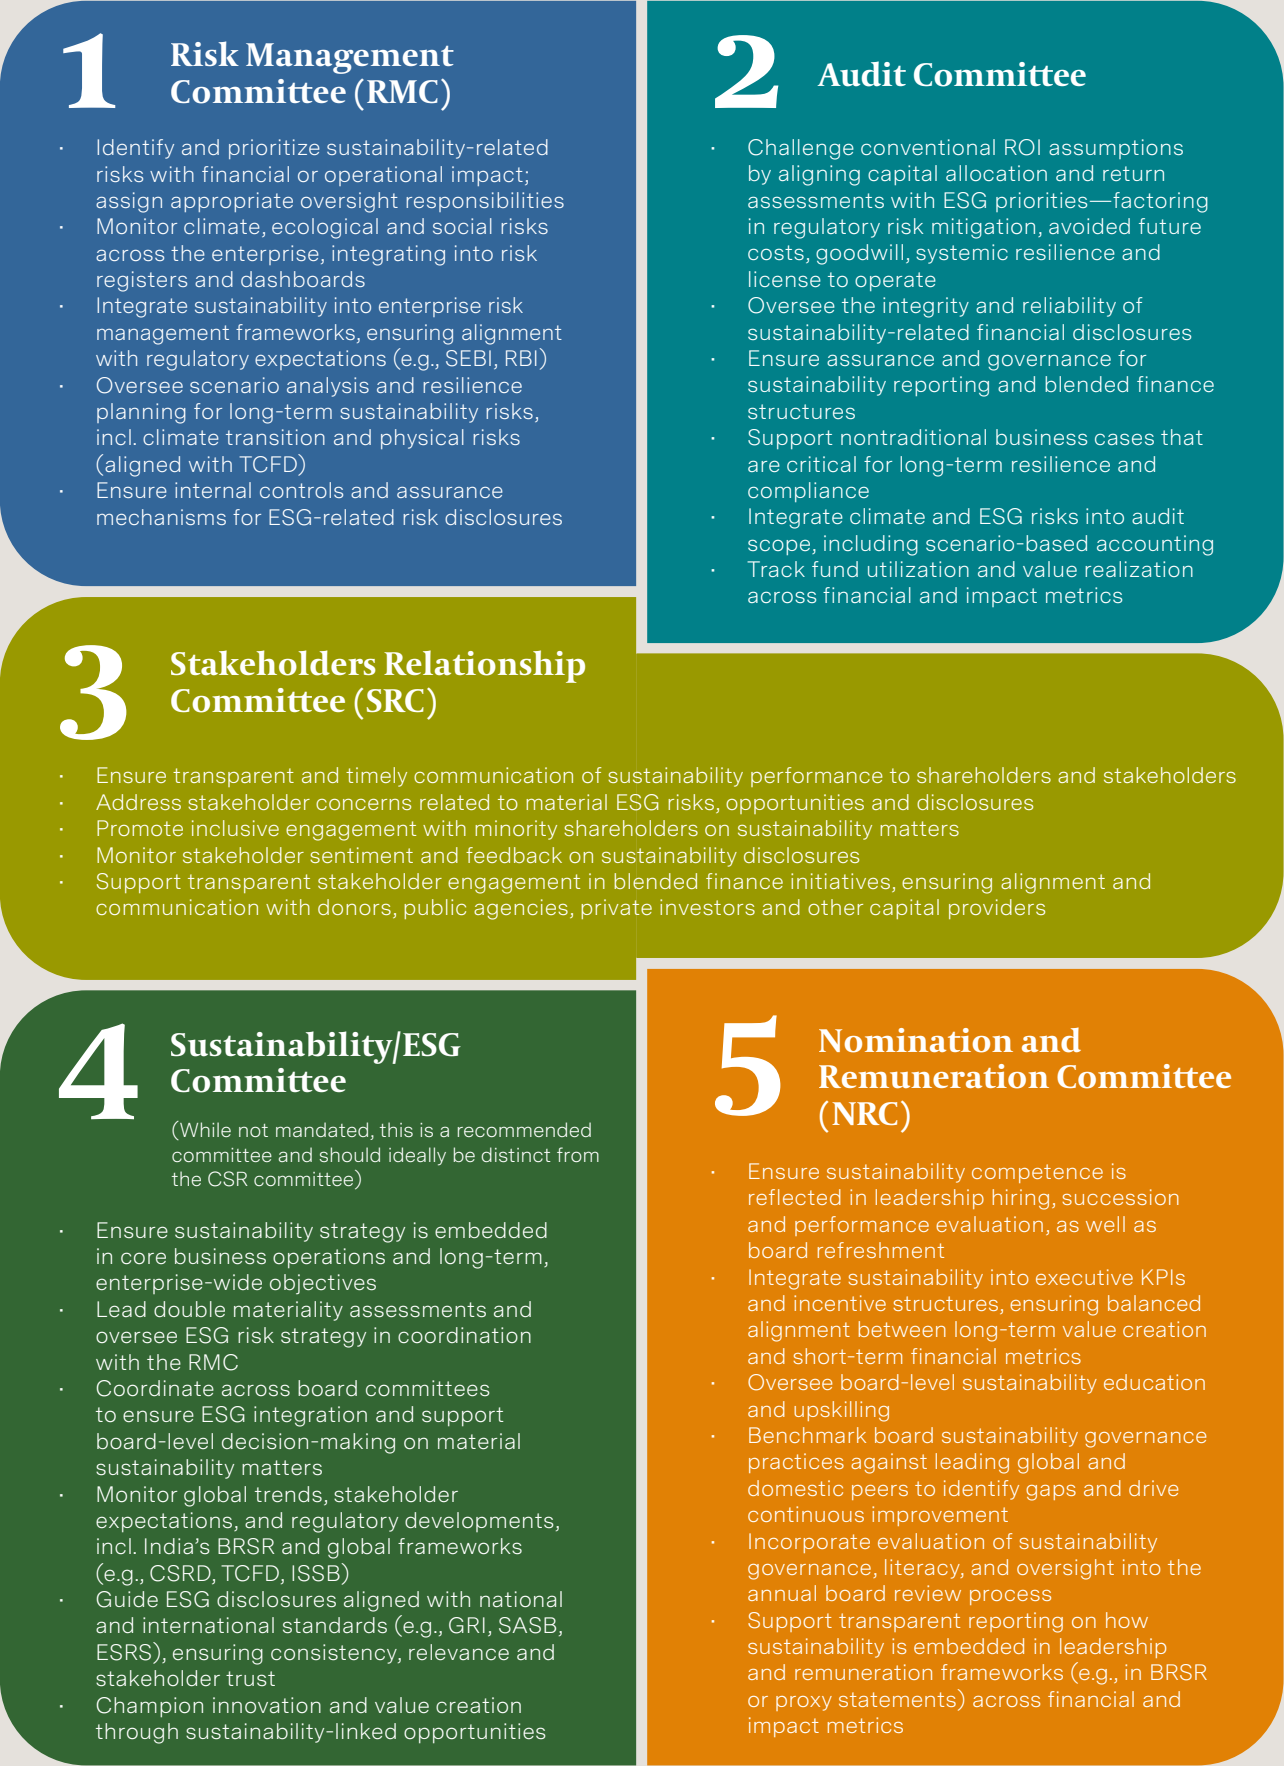 1
Risk Management
Committee (RMC)
· Identify and prioritize sustainability-related
risks with financial or operational impact;
assign appropriate oversight responsibilities
· Monitor climate, ecological and social risks
across the enterprise, integrating into risk
registers and dashboards
· Integrate sustainability into enterprise risk
management frameworks, ensuring alignment
with regulatory expectations (e.g., SEBI, RBI)
· Oversee scenario analysis and resilience
planning for long-term sustainability risks,
incl. climate transition and physical risks
(aligned with TCFD)
· Ensure internal controls and assurance
mechanisms for ESG-related risk disclosures
2
Audit Committee
· Challenge conventional ROI assumptions
by aligning capital allocation and return
assessments with ESG priorities—factoring
in regulatory risk mitigation, avoided future
costs, goodwill, systemic resilience and
license to operate
· Oversee the integrity and reliability of
sustainability-related financial disclosures
· Ensure assurance and governance for
sustainability reporting and blended finance
structures
· Support nontraditional business cases that
are critical for long-term resilience and
compliance
· Integrate climate and ESG risks into audit
scope, including scenario-based accounting
· Track fund utilization and value realization
across financial and impact metrics
3
Stakeholders Relationship
Committee (SRC)
· Ensure transparent and timely communication of sustainability performance to shareholders and stakeholders
· Address stakeholder concerns related to material ESG risks, opportunities and disclosures
· Promote inclusive engagement with minority shareholders on sustainability matters
· Monitor stakeholder sentiment and feedback on sustainability disclosures
· Support transparent stakeholder engagement in blended finance initiatives, ensuring alignment and
communication with donors, public agencies, private investors and other capital providers
4
Sustainability/ESG
Committee
(While not mandated, this is a recommended
committee and should ideally be distinct from
the CSR committee)
· Ensure sustainability strategy is embedded
in core business operations and long-term,
enterprise-wide objectives
· Lead double materiality assessments and
oversee ESG risk strategy in coordination
with the RMC
· Coordinate across board committees
to ensure ESG integration and support
board-level decision-making on material
sustainability matters
· Monitor global trends, stakeholder
expectations, and regulatory developments,
incl. India’s BRSR and global frameworks
(e.g., CSRD, TCFD, ISSB)
· Guide ESG disclosures aligned with national
and international standards (e.g., GRI, SASB,
ESRS), ensuring consistency, relevance and
stakeholder trust
· Champion innovation and value creation
through sustainability-linked opportunities
5
Nomination and
Remuneration Committee
(NRC)
· Ensure sustainability competence is
reflected in leadership hiring, succession
and performance evaluation, as well as
board refreshment
· Integrate sustainability into executive KPIs
and incentive structures, ensuring balanced
alignment between long-term value creation
and short-term financial metrics
· Oversee board-level sustainability education
and upskilling
· Benchmark board sustainability governance
practices against leading global and
domestic peers to identify gaps and drive
continuous improvement
· Incorporate evaluation of sustainability
governance, literacy, and oversight into the
annual board review process
· Support transparent reporting on how
sustainability is embedded in leadership
and remuneration frameworks (e.g., in BRSR
or proxy statements) across financial and
impact metrics